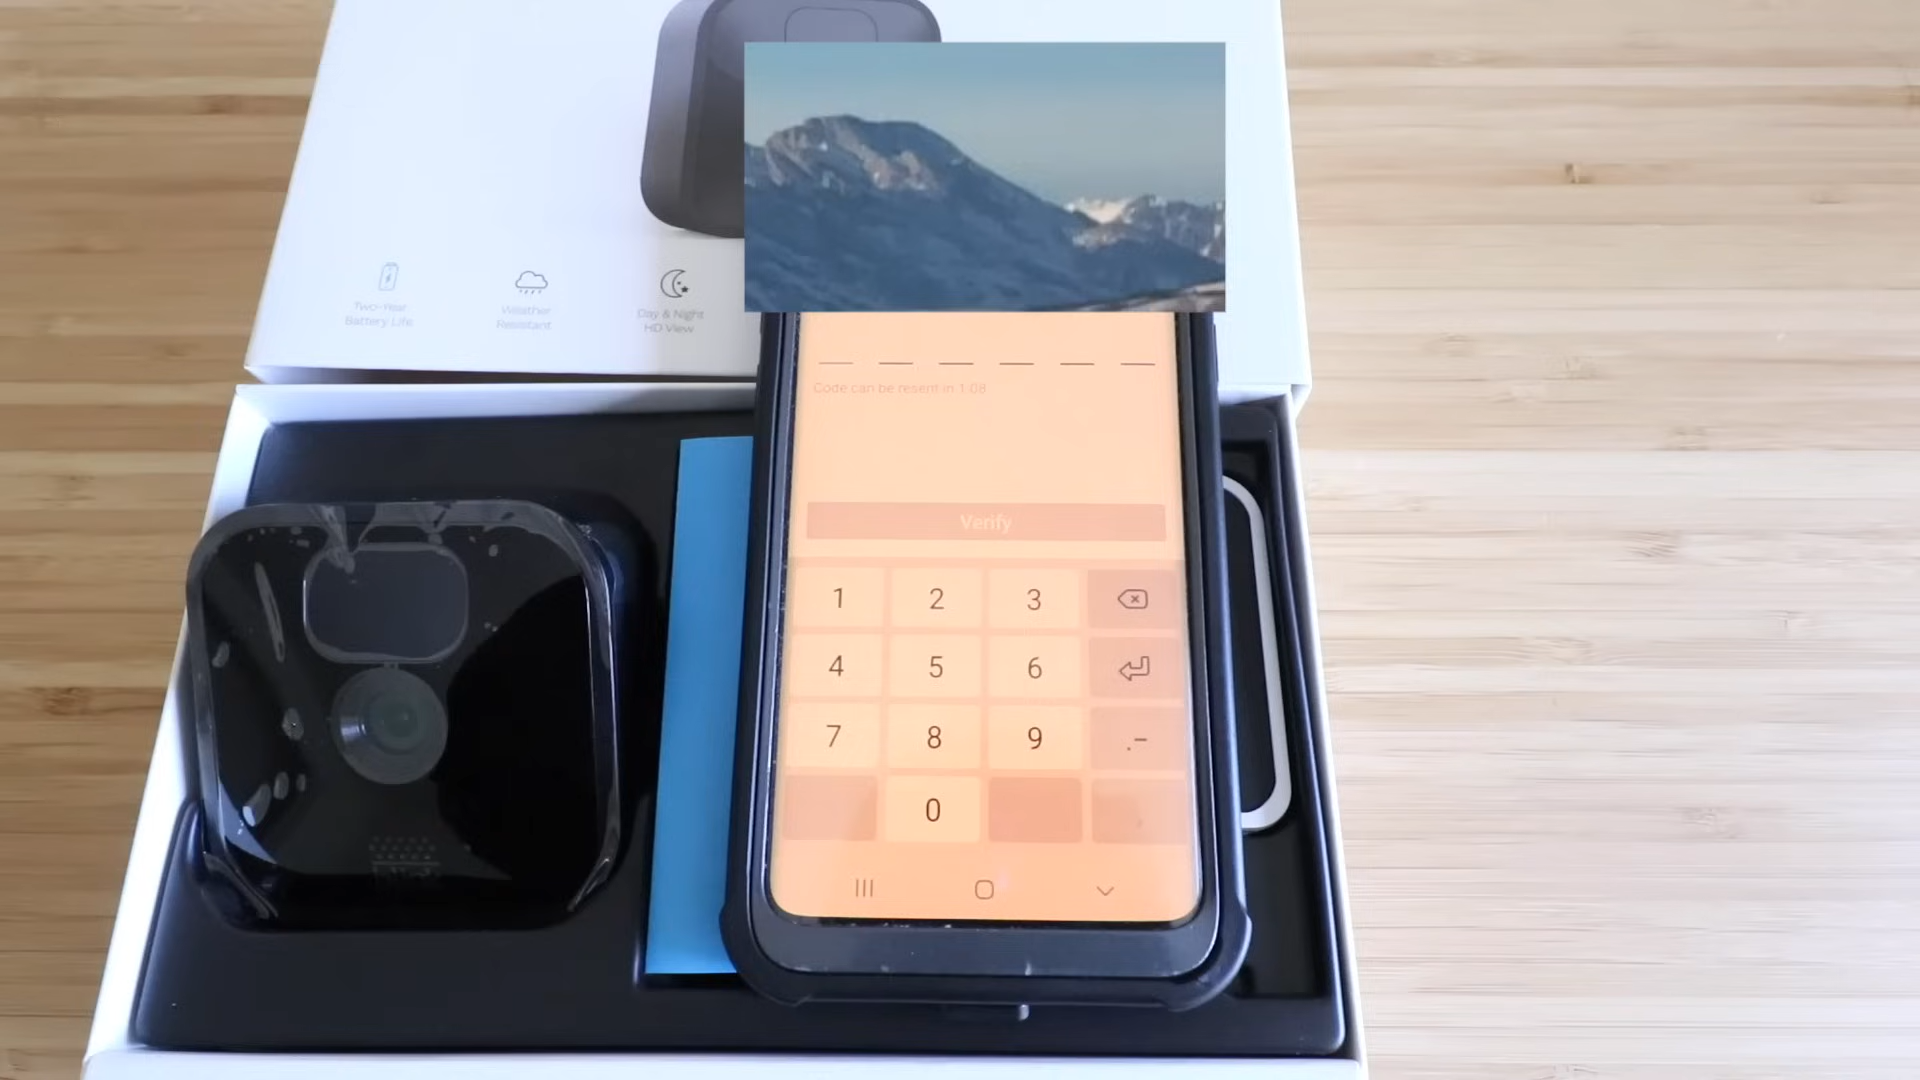 Two-Year
Battery Life
Weather
Resistant
Day & Night
HD View
Code can be resent in 1:08
Verify
1 2 3
4 5 6
7 8 9 .-
0 .